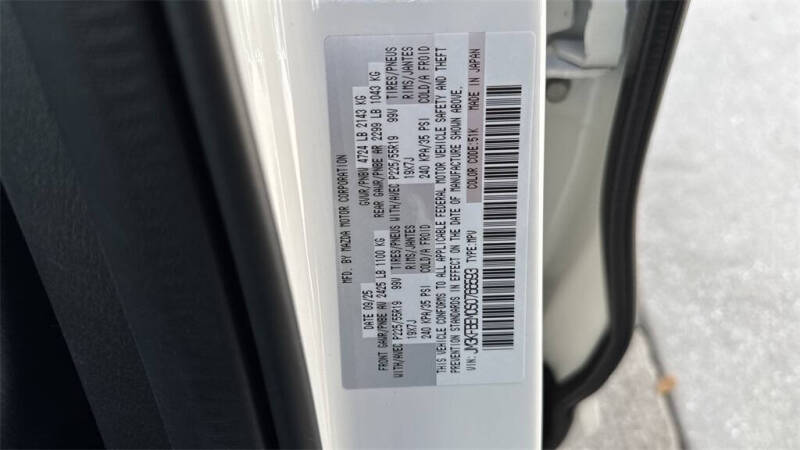 MFD. BY MAZDA MOTOR CORPORATION
DATE 09/25 GVWR/PNBV 4724 LB 2143 KG
FRONT GAWR/PNBE AV 2425 LB 1100 KG REAR GAWR/PNBE AR 2299 LB 1043 KG
WITH/AVEC P225/55R19 99V TIRES/PNEUS WITH/AVEC P225/55R19 99V TIRES/PNEUS
19X7J RIMS/JANTES 19X7J RIMS/JANTES
240 KPA/35 PSI COLD/A FROID 240 KPA/35 PSI COLD/A FROID
THIS VEHICLE CONFORMS TO ALL APPLICABLE FEDERAL MOTOR VEHICLE SAFETY AND THEFT
PREVENTION STANDARDS IN EFFECT ON THE DATE OF MANUFACTURE SHOWN ABOVE.
VIN: TYPE:MPV COLOR CODE:51K MADE IN JAPAN